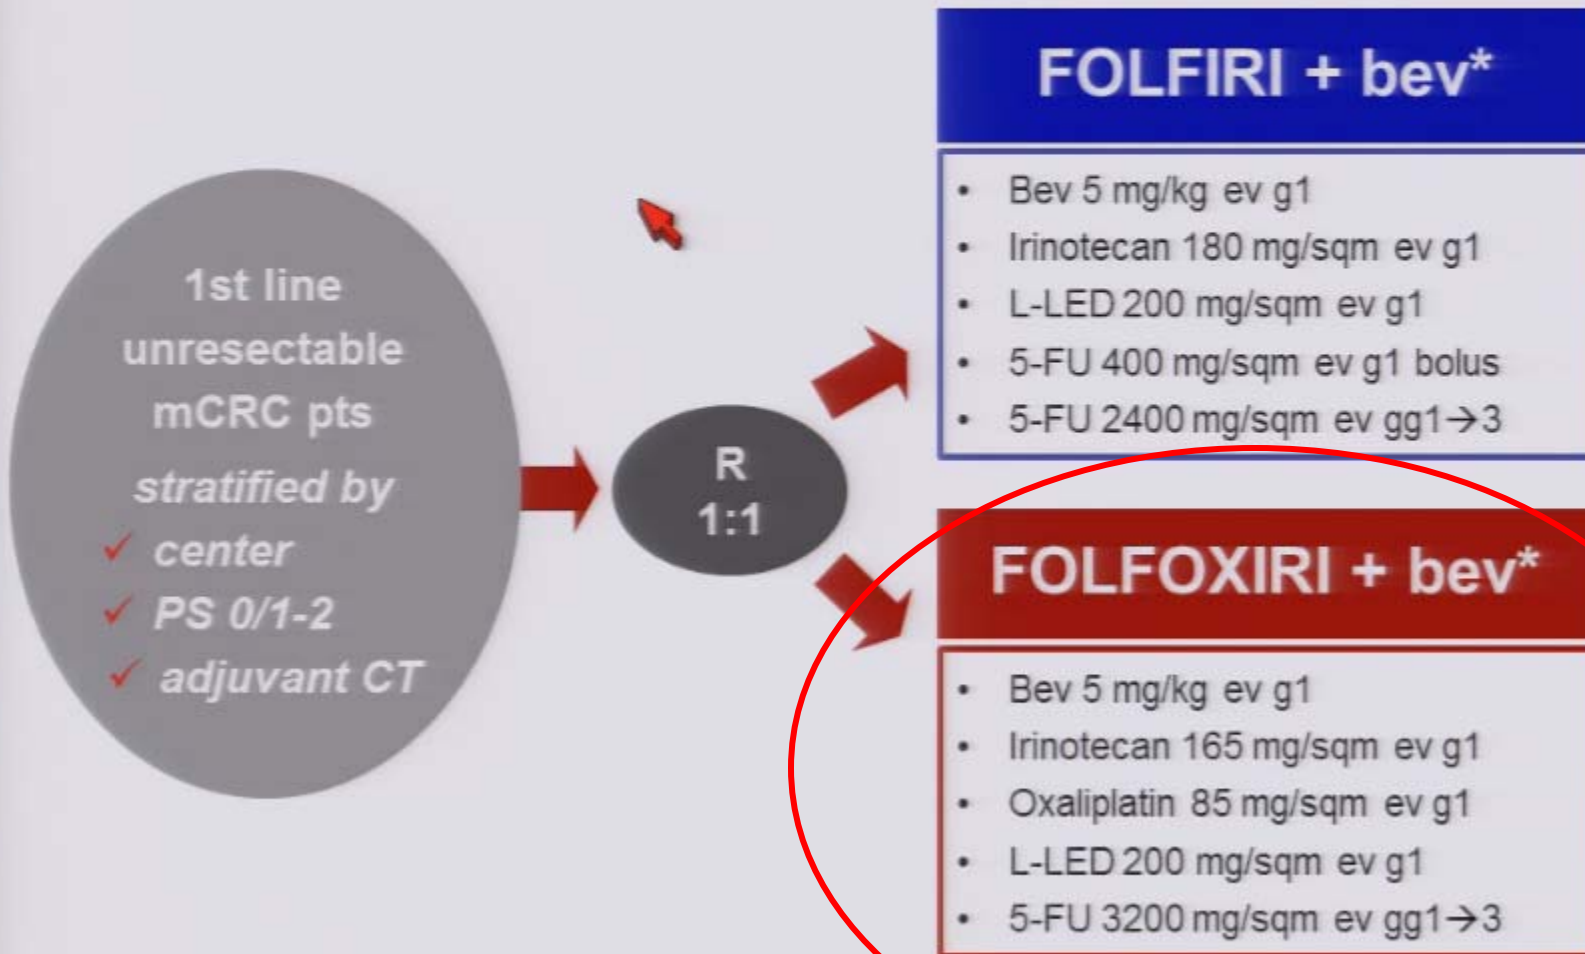 1st line
unresectable
mCRC pts
stratified by
✓ center
✓ PS 0/1-2
✓ adjuvant CT
R
1:1
FOLFIRI + bev*
• Bev 5 mg/kg ev g1
• Irinotecan 180 mg/sqm ev g1
• L-LED 200 mg/sqm ev g1
• 5-FU 400 mg/sqm ev g1 bolus
• 5-FU 2400 mg/sqm ev gg1→3
FOLFOXIRI + bev*
• Bev 5 mg/kg ev g1
• Irinotecan 165 mg/sqm ev g1
• Oxaliplatin 85 mg/sqm ev g1
• L-LED 200 mg/sqm ev g1
• 5-FU 3200 mg/sqm ev gg1→3